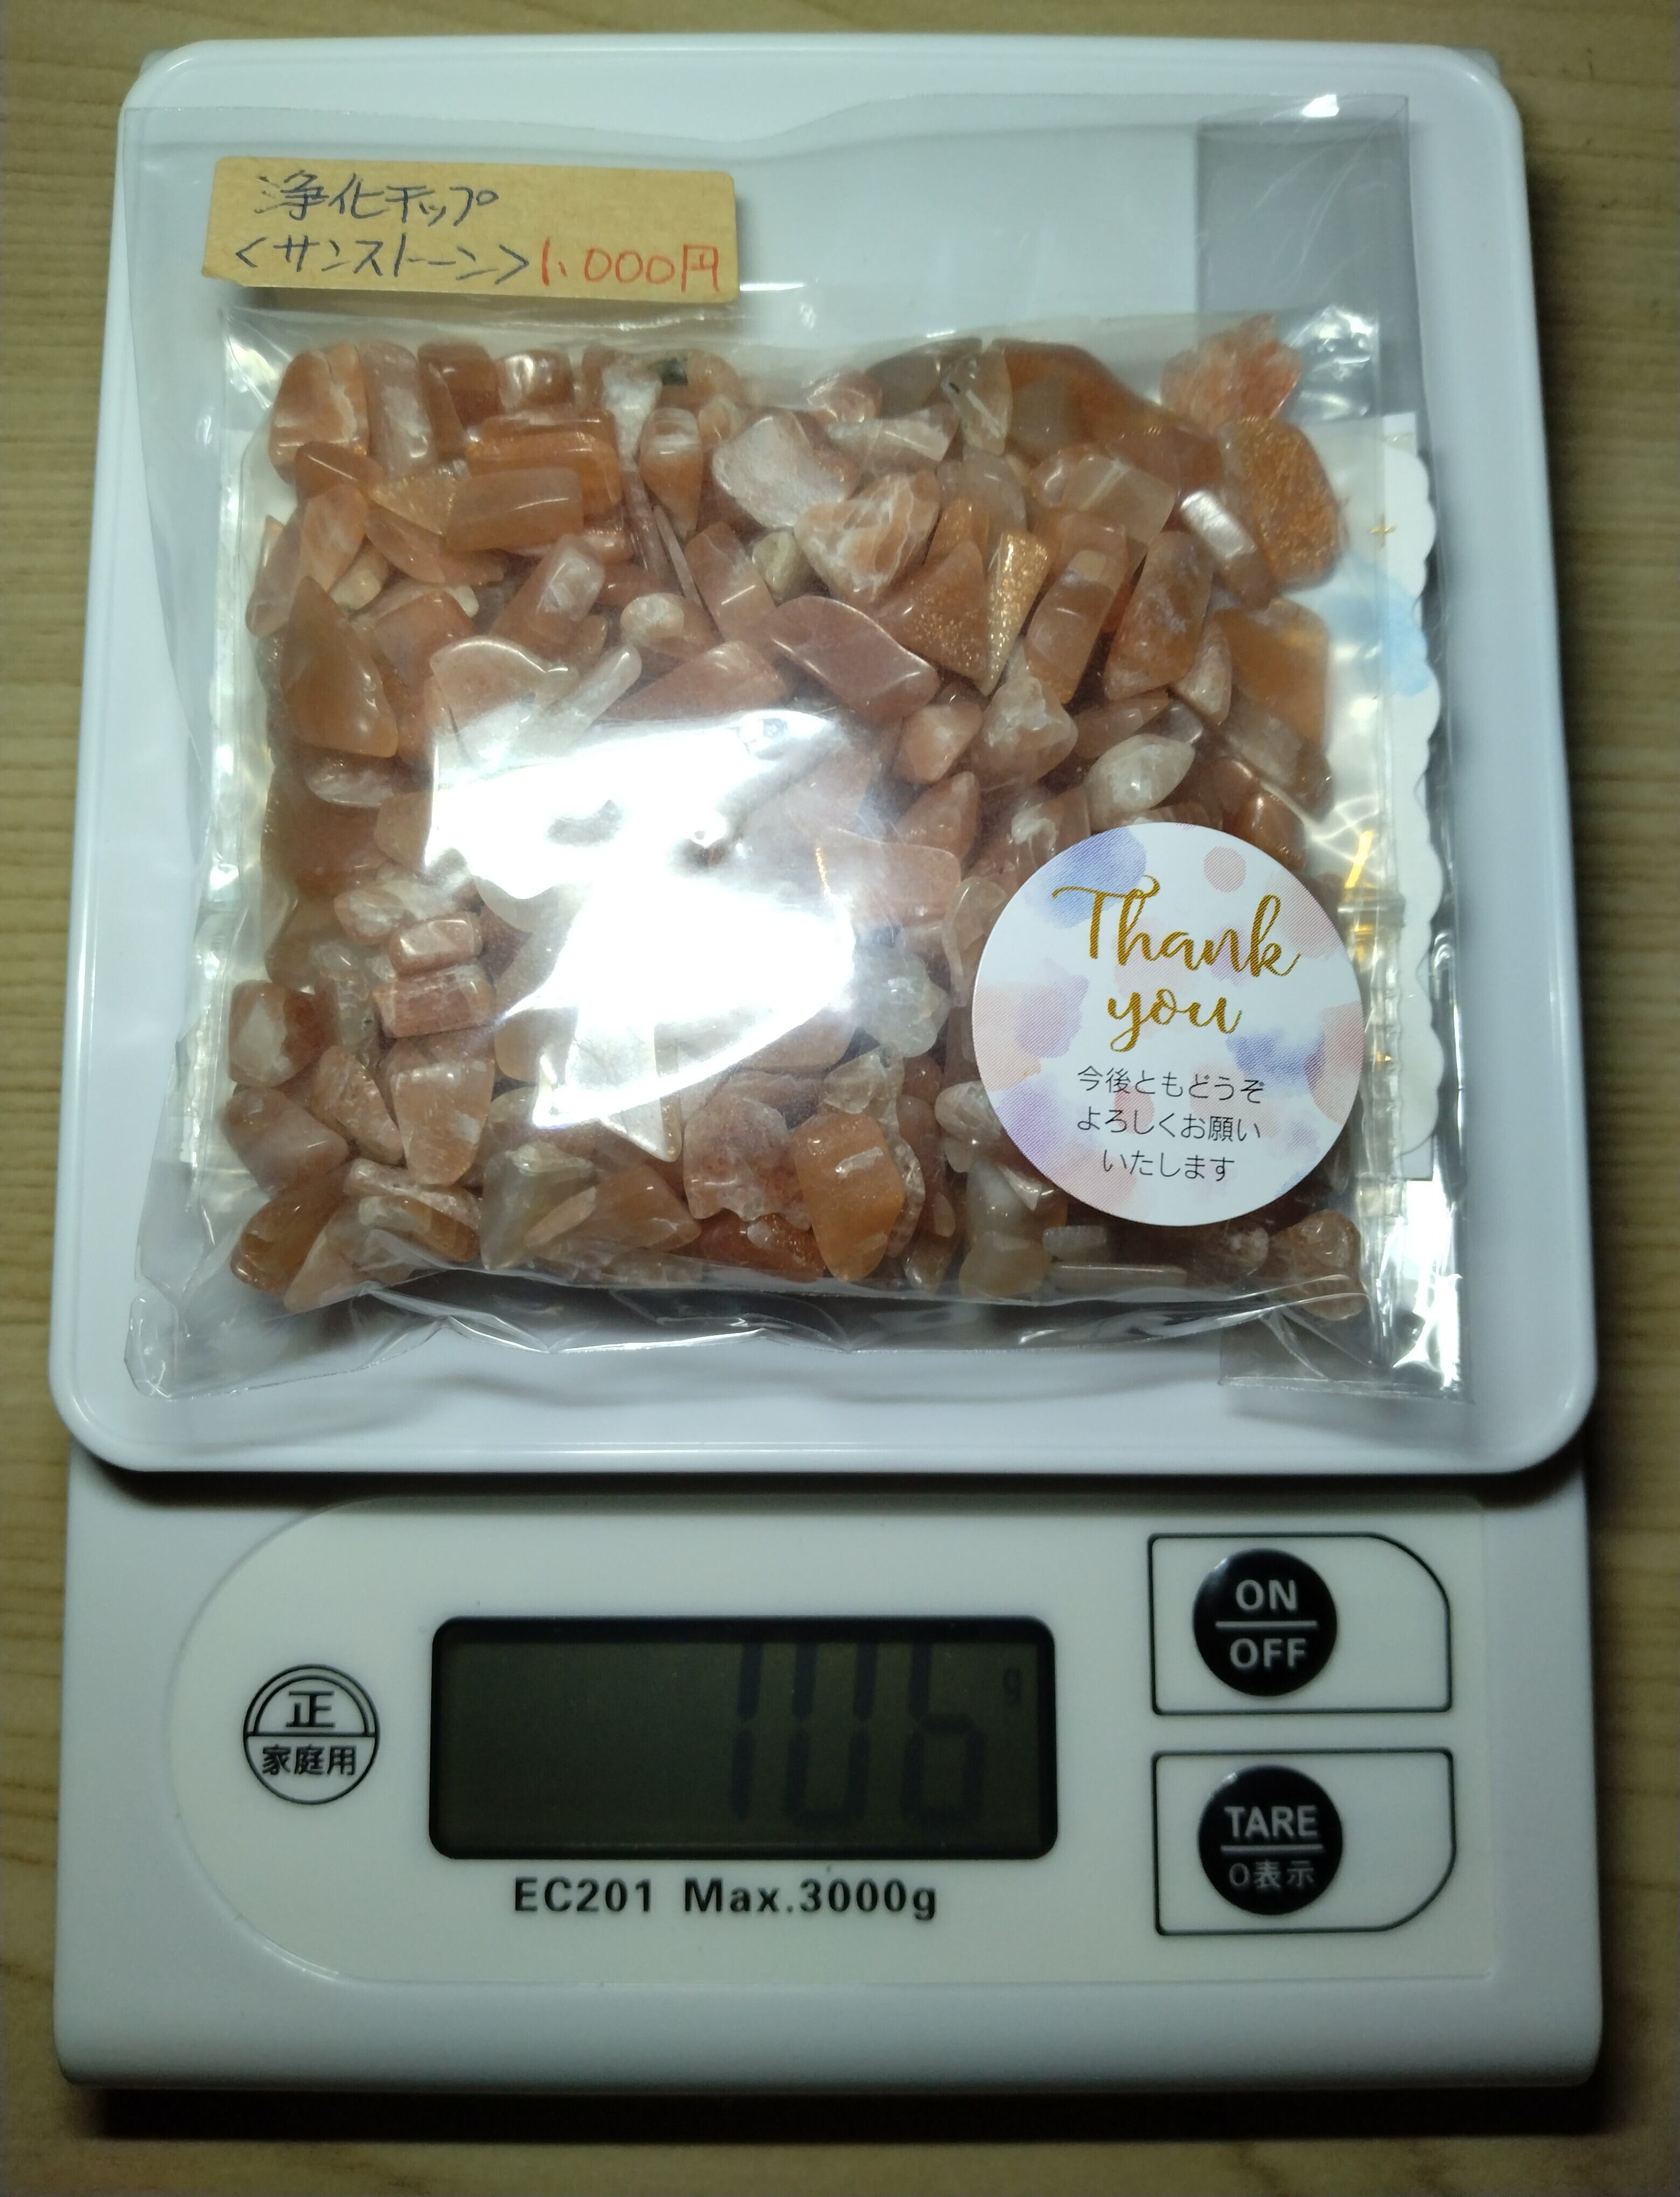 浄化チップ
<サンストーン>1,000円
Thank
you
今後ともどうぞ
よろしくお願い
いたします
106 g
正
家庭用
EC201 Max.3000g
ON
OFF
TARE
0表示